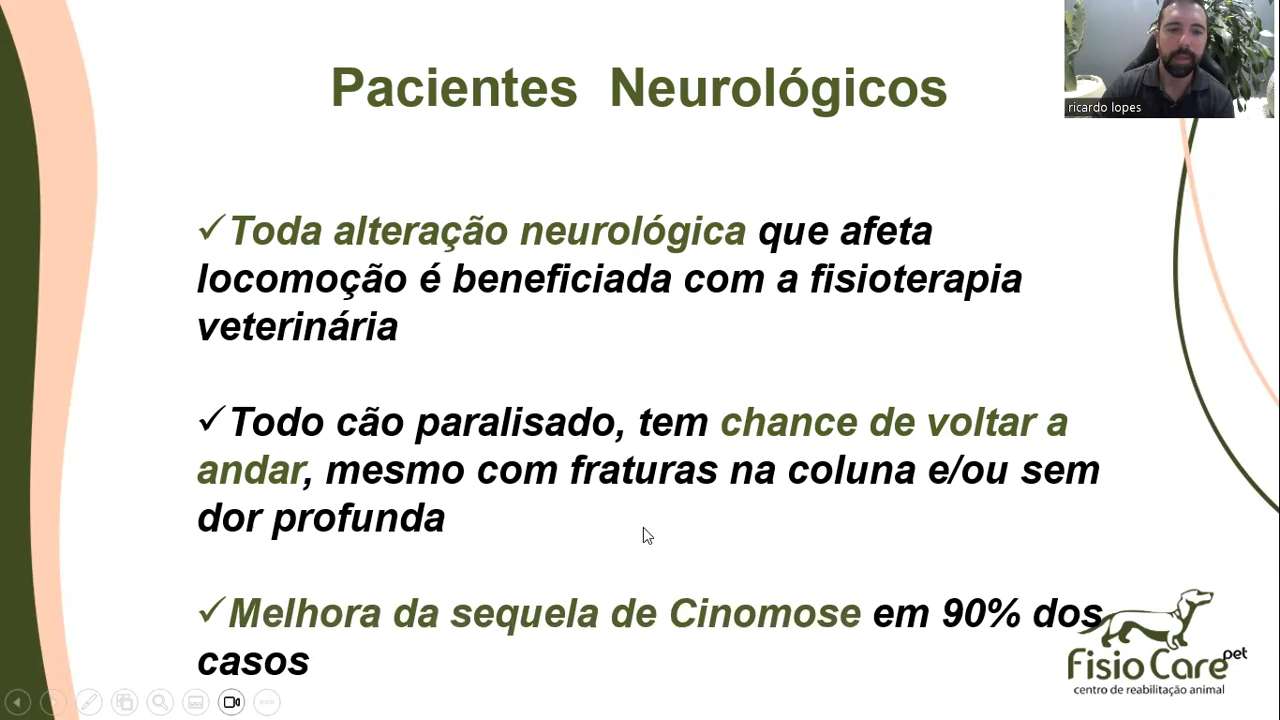 Pacientes Neurológicos
ricardo lopes
✓Toda alteração neurológica que afeta
locomoção é beneficiada com a fisioterapia
veterinária
✓Todo cão paralisado, tem chance de voltar a
andar, mesmo com fraturas na coluna e/ou sem
dor profunda
✓Melhora da sequela de Cinomose em 90% dos
casos
FisioCare pet
centro de reabilitação animal